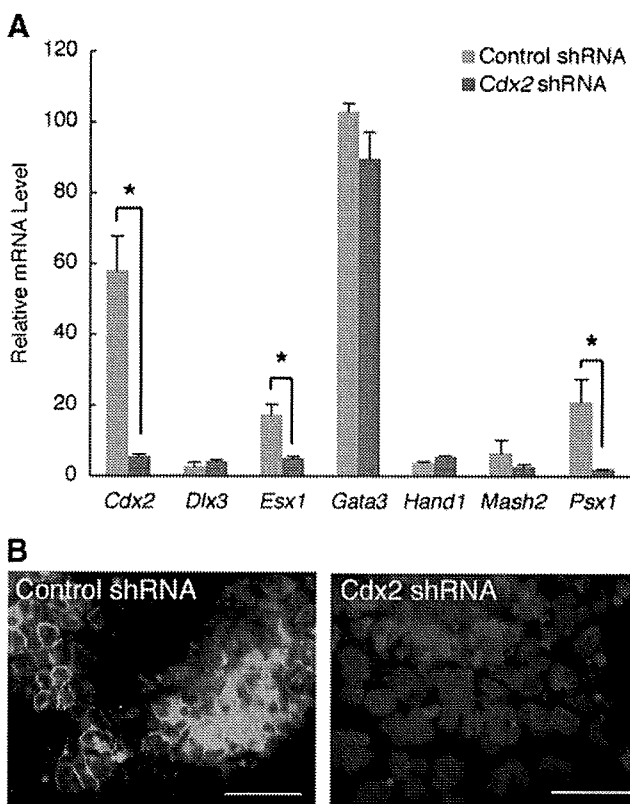 A
120
100
80
60
40
20
0
Relative mRNA Level
Control shRNA
Cdx2 shRNA
*
*
*
Cdx2 Dlx3 Esx1 Gata3 Hand1 Mash2 Psx1
B
Control shRNA
Cdx2 shRNA